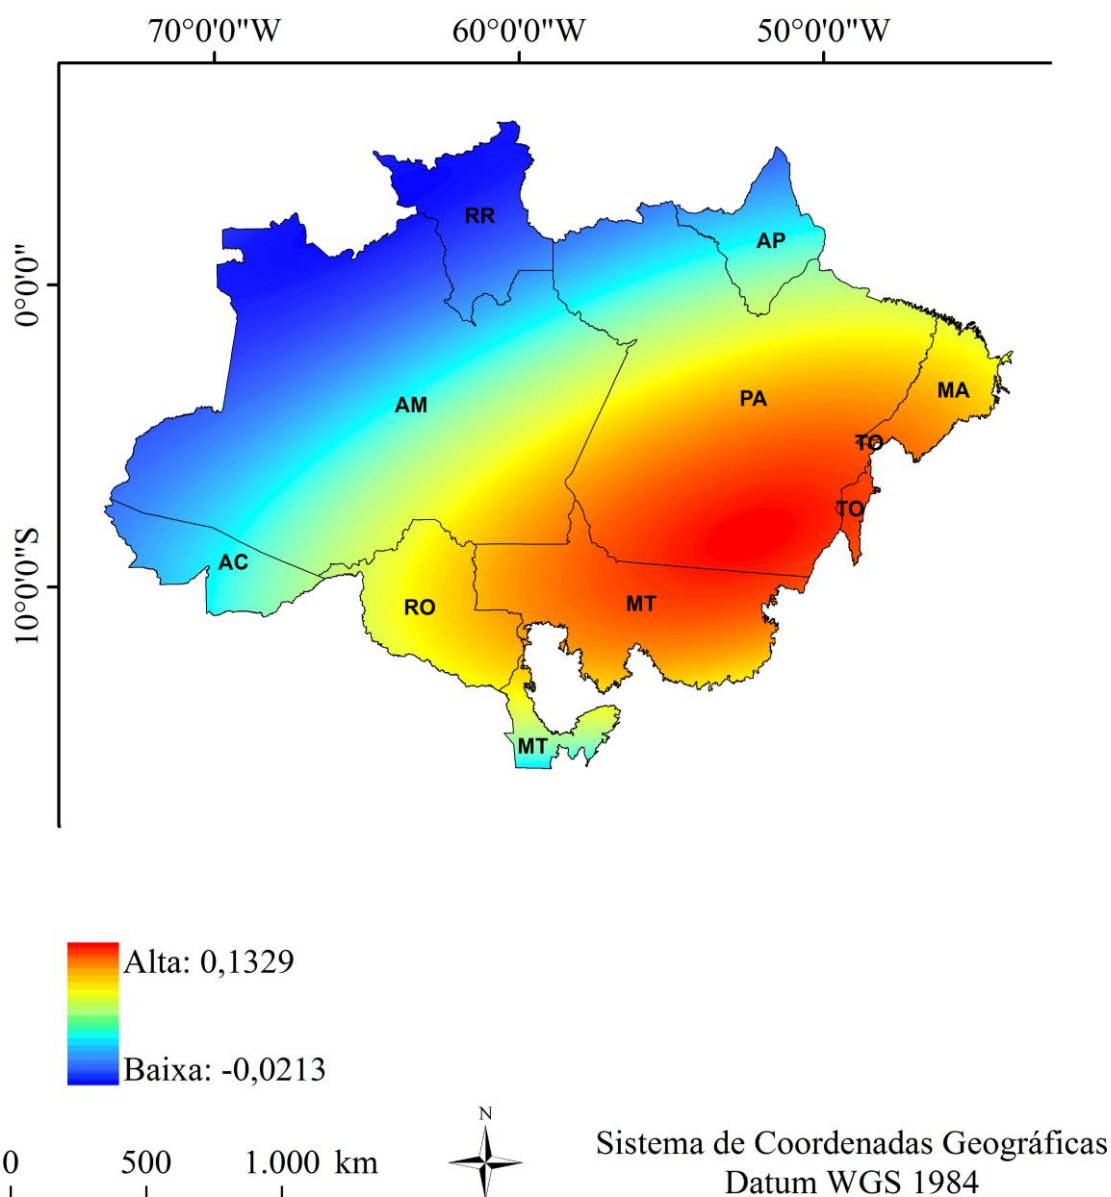 70°0'0"W 60°0'0"W 50°0'0"W
0°0'0"
10°0'0"S
RR
AP
AM
PA
MA
TO
TO
AC
RO
MT
MT
Alta: 0,1329
Baixa: -0,0213
N
0 500 1.000 km
Sistema de Coordenadas Geográficas
Datum WGS 1984